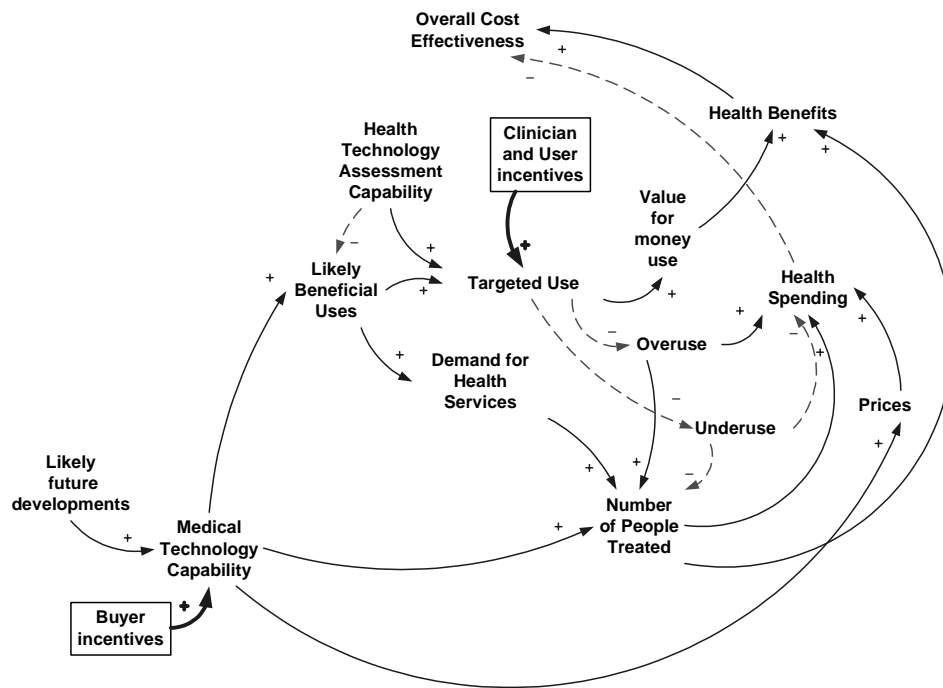 Overall Cost
Effectiveness
+
−
Health Benefits
+
+
Health
Technology
Assessment
Capability
Clinician
and User
incentives
Value
for
money
use
−
+
+
+
Likely
Beneficial
Uses
+
+
Targeted Use
+
Health
Spending
+
−
+
−
+
Overuse
+
Demand for
Health
Services
−
Underuse
Prices
+
Likely
future
developments
+
+
−
Number
of People
Treated
+
+
Medical
Technology
Capability
+
Buyer
incentives